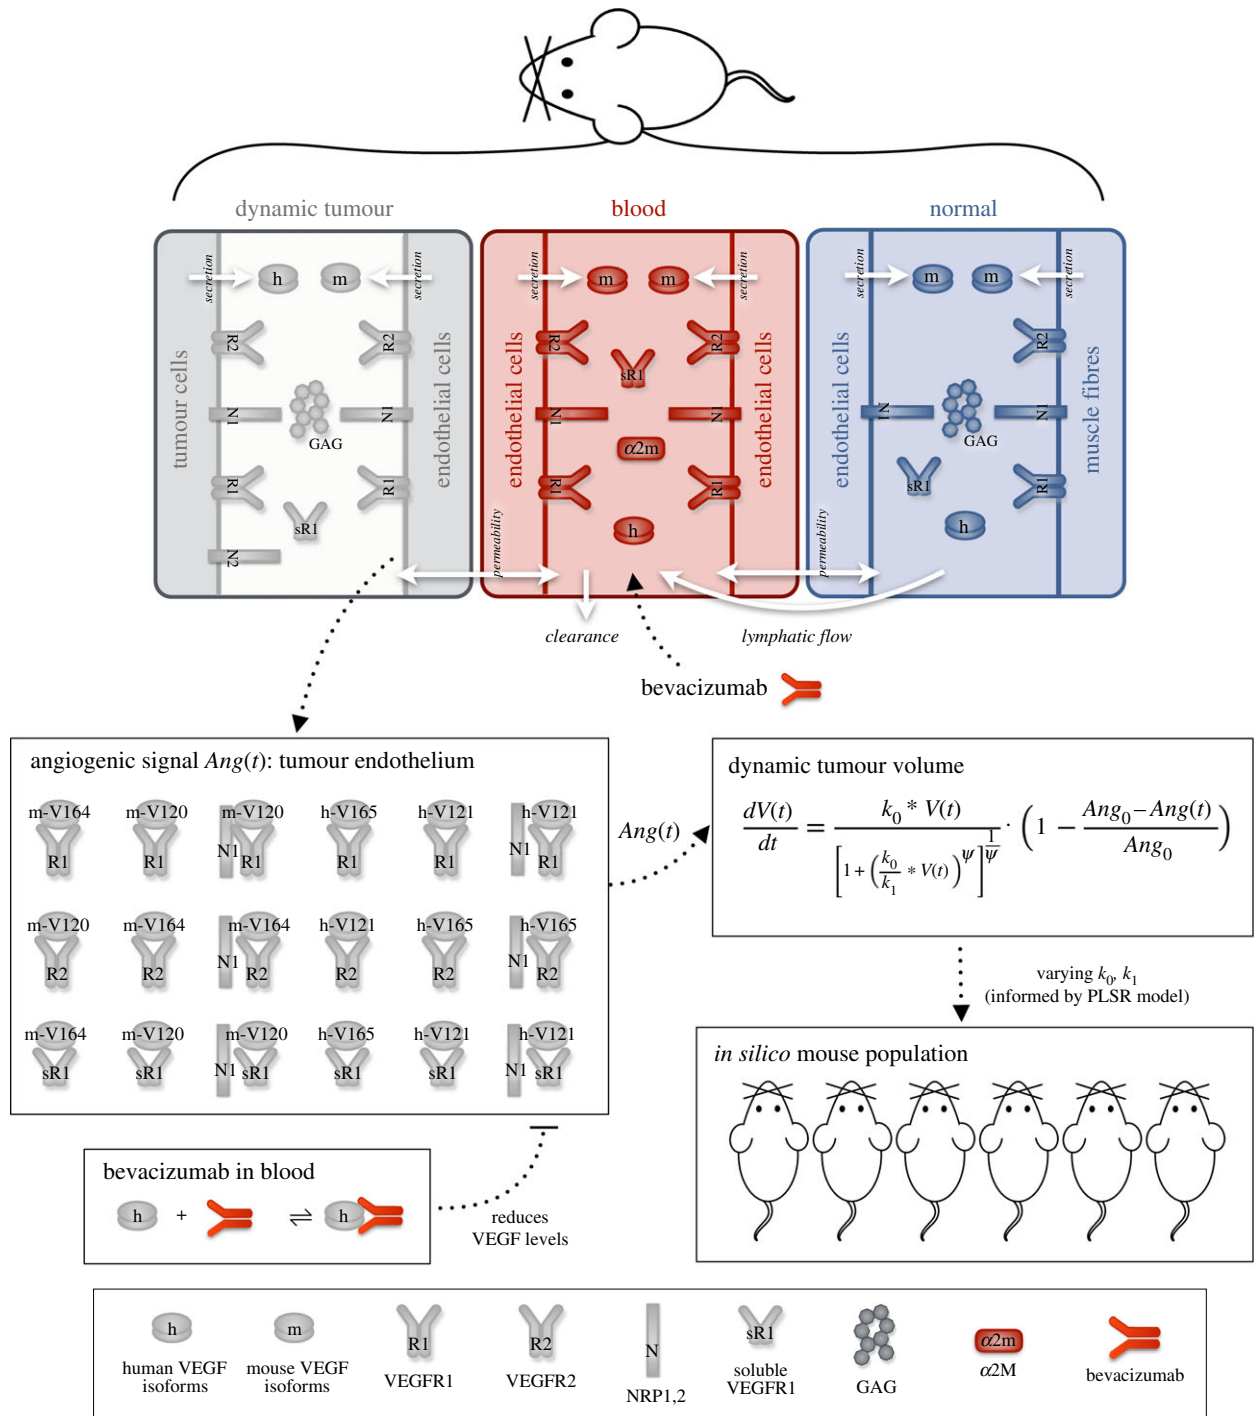 dynamic tumour
blood
normal
secretion
h
m
secretion
secretion
m
m
secretion
secretion
m
m
secretion
R2
R2
R2
R2
R2
sR1
tumour cells
N1
GAG
N1
endothelial cells
endothelial cells
N1
α2m
N1
endothelial cells
endothelial cells
N1
GAG
N1
muscle fibres
R1
R1
R1
R1
sR1
R1
sR1
h
h
N2
permeability
permeability
clearance
lymphatic flow
bevacizumab
angiogenic signal Ang(t): tumour endothelium
m-V164 m-V120 m-V120 h-V165 h-V121 h-V121
R1 R1 N1 R1 R1 R1 N1 R1
m-V120 m-V164 m-V164 h-V121 h-V165 h-V165
R2 R2 N1 R2 R2 R2 N1 R2
m-V164 m-V120 m-V120 h-V165 h-V121 h-V121
sR1 sR1 N1 sR1 sR1 sR1 N1 sR1
Ang(t)
dynamic tumour volume
dV(t)/dt = k0 * V(t) / [1 + (k0/k1 * V(t))^ψ]^(1/ψ) · (1 − (Ang0 − Ang(t))/Ang0)
varying k0, k1
(informed by PLSR model)
in silico mouse population
bevacizumab in blood
h + ⇌ h
reduces
VEGF levels
h m R1 R2 N sR1 α2m
human VEGF
isoforms
mouse VEGF
isoforms
VEGFR1
VEGFR2
NRP1,2
soluble
VEGFR1
GAG
α2M
bevacizumab